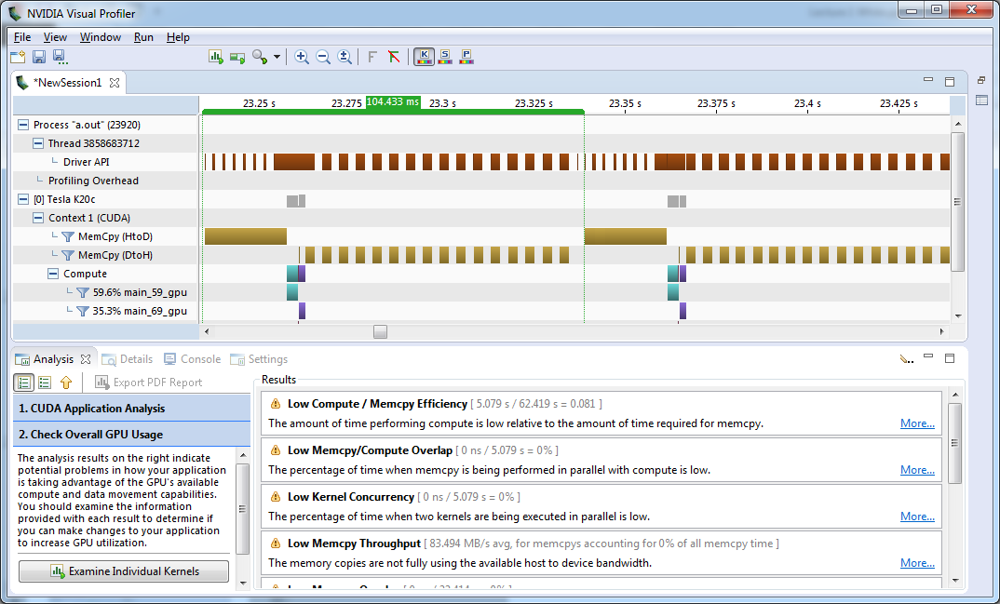 NVIDIA Visual Profiler
File View Window Run Help
F K S P
*NewSession1
23.25 s 23.275 104.433 ms 23.3 s 23.325 s 23.35 s 23.375 s 23.4 s 23.425 s
Process "a.out" (23920)
Thread 3858683712
Driver API
Profiling Overhead
[0] Tesla K20c
Context 1 (CUDA)
MemCpy (HtoD)
MemCpy (DtoH)
Compute
59.6% main_59_gpu
35.3% main_69_gpu
Analysis Details Console Settings
Export PDF Report
1. CUDA Application Analysis
2. Check Overall GPU Usage
The analysis results on the right indicate
potential problems in how your application
is taking advantage of the GPU's available
compute and data movement capabilities.
You should examine the information
provided with each result to determine if
you can make changes to your application
to increase GPU utilization.
Examine Individual Kernels
Results
Low Compute / Memcpy Efficiency [ 5.079 s / 62.419 s = 0.081 ]
The amount of time performing compute is low relative to the amount of time required for memcpy. More...
Low Memcpy/Compute Overlap [ 0 ns / 5.079 s = 0% ]
The percentage of time when memcpy is being performed in parallel with compute is low. More...
Low Kernel Concurrency [ 0 ns / 5.079 s = 0% ]
The percentage of time when two kernels are being executed in parallel is low. More...
Low Memcpy Throughput [ 83.494 MB/s avg, for memcpys accounting for 0% of all memcpy time ]
The memory copies are not fully using the available host to device bandwidth. More...